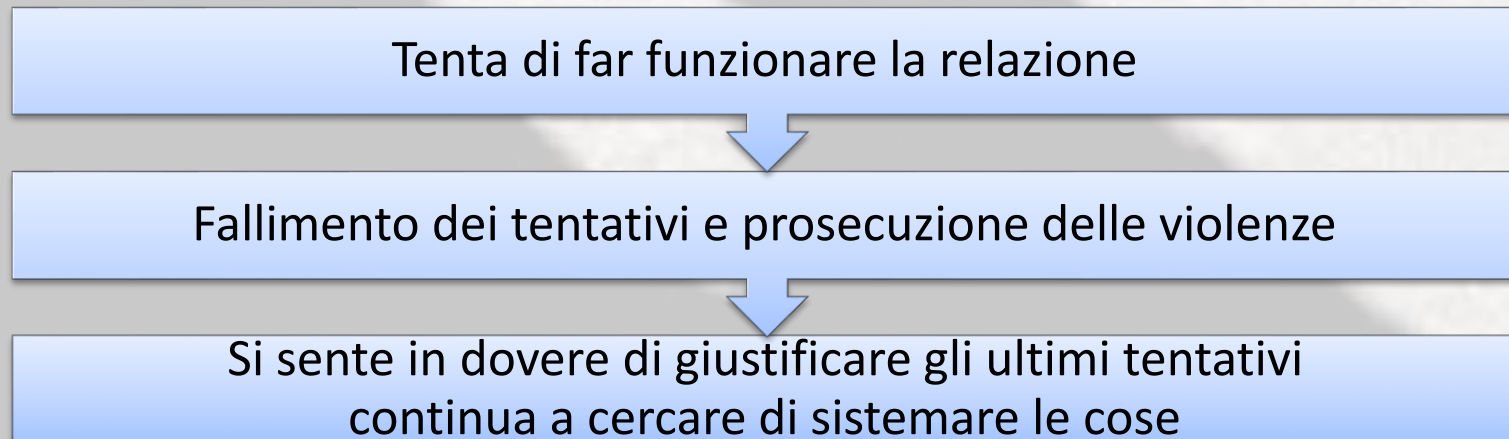 Tenta di far funzionare la relazione
Fallimento dei tentativi e prosecuzione delle violenze
Si sente in dovere di giustificare gli ultimi tentativi
continua a cercare di sistemare le cose